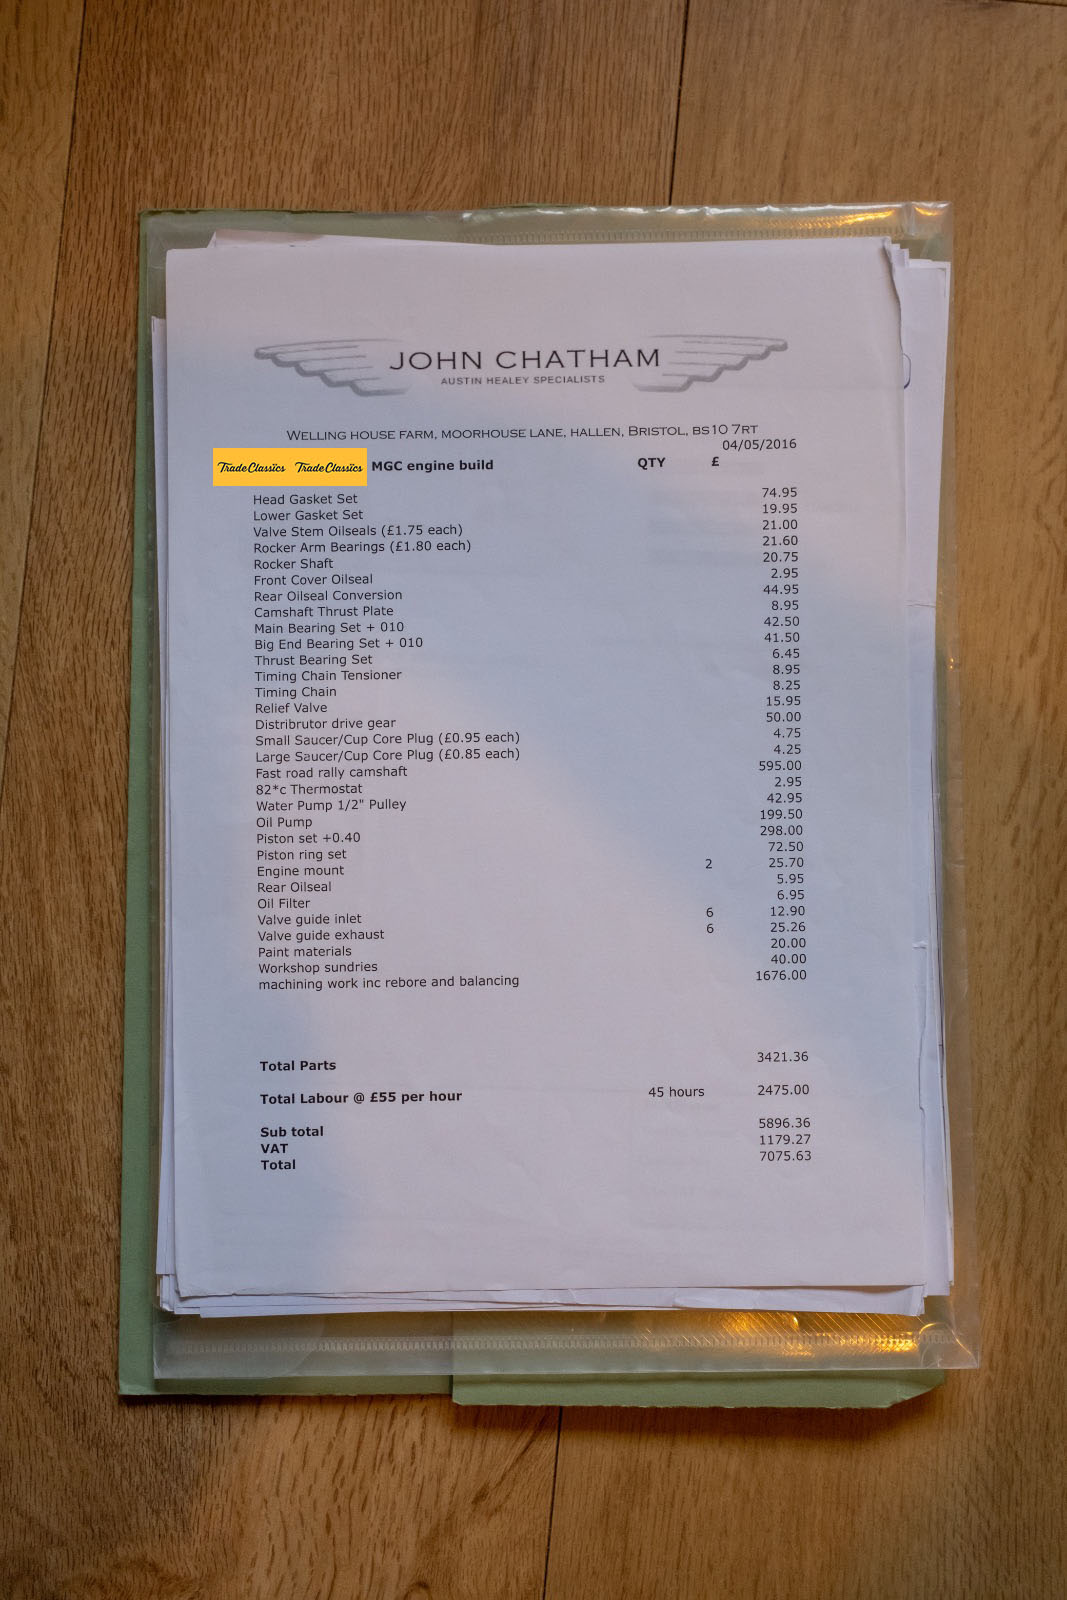 JOHN CHATHAM
AUSTIN HEALEY SPECIALISTS
WELLING HOUSE FARM, MOORHOUSE LANE, HALLEN, BRISTOL, BS10 7RT
04/05/2016
TradeClassics TradeClassics MGC engine build QTY £
Head Gasket Set 74.95
Lower Gasket Set 19.95
Valve Stem Oilseals (£1.75 each) 21.00
Rocker Arm Bearings (£1.80 each) 21.60
Rocker Shaft 20.75
Front Cover Oilseal 2.95
Rear Oilseal Conversion 44.95
Camshaft Thrust Plate 8.95
Main Bearing Set + 010 42.50
Big End Bearing Set + 010 41.50
Thrust Bearing Set 6.45
Timing Chain Tensioner 8.95
Timing Chain 8.25
Relief Valve 15.95
Distribrutor drive gear 50.00
Small Saucer/Cup Core Plug (£0.95 each) 4.75
Large Saucer/Cup Core Plug (£0.85 each) 4.25
Fast road rally camshaft 595.00
82*c Thermostat 2.95
Water Pump 1/2" Pulley 42.95
Oil Pump 199.50
Piston set +0.40 298.00
Piston ring set 72.50
Engine mount 2 25.70
Rear Oilseal 5.95
Oil Filter 6.95
Valve guide inlet 6 12.90
Valve guide exhaust 6 25.26
Paint materials 20.00
Workshop sundries 40.00
machining work inc rebore and balancing 1676.00
Total Parts 3421.36
Total Labour @ £55 per hour 45 hours 2475.00
Sub total 5896.36
VAT 1179.27
Total 7075.63